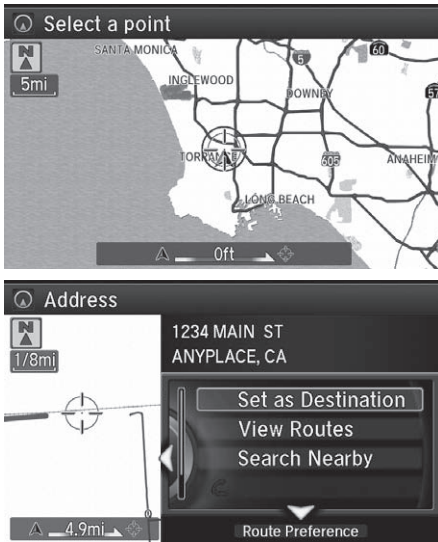 Select a point
N
5mi
SANTA MONICA
INGLEWOOD
DOWNEY
5
60
57
TORRANCE
605
ANAHEIM
LONG BEACH
0ft
Address
N
1/8mi
1234 MAIN ST
ANYPLACE, CA
Set as Destination
View Routes
Search Nearby
4.9mi
Route Preference